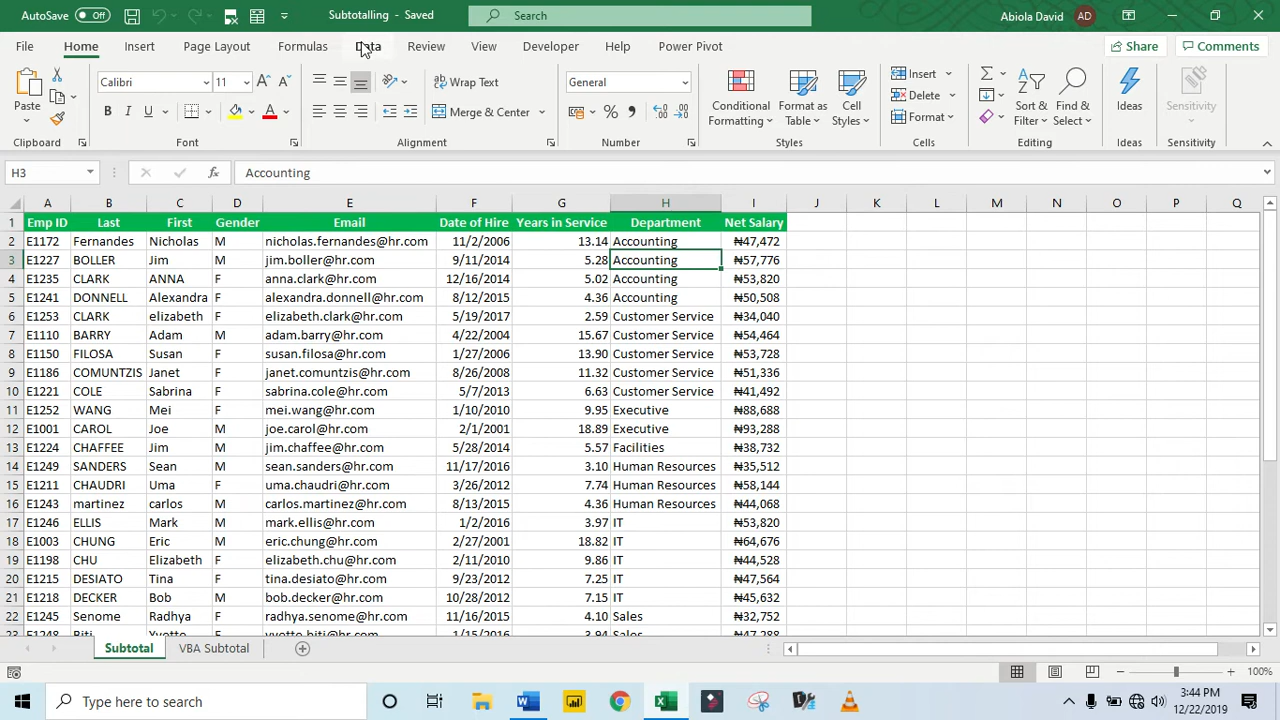 AutoSave Off Subtotalling - Saved Search Abiola David AD
File Home Insert Page Layout Formulas Data Review View Developer Help Power Pivot Share Comments
Calibri 11 Wrap Text General Insert
Paste Conditional Formatting Format as Table Cell Styles Delete Sort & Filter Find & Select Ideas Sensitivity
Merge & Center Format
Clipboard Font Alignment Number Styles Cells Editing Ideas Sensitivity
H3 fx Accounting
A B C D E F G H I J K L M N O P Q
1 Emp ID Last First Gender Email Date of Hire Years in Service Department Net Salary
2 E1172 Fernandes Nicholas M nicholas.fernandes@hr.com 11/2/2006 13.14 Accounting ₦47,472
3 E1227 BOLLER Jim M jim.boller@hr.com 9/11/2014 5.28 Accounting ₦57,776
4 E1235 CLARK ANNA F anna.clark@hr.com 12/16/2014 5.02 Accounting ₦53,820
5 E1241 DONNELL Alexandra F alexandra.donnell@hr.com 8/12/2015 4.36 Accounting ₦50,508
6 E1253 CLARK elizabeth F elizabeth.clark@hr.com 5/19/2017 2.59 Customer Service ₦34,040
7 E1110 BARRY Adam M adam.barry@hr.com 4/22/2004 15.67 Customer Service ₦54,464
8 E1150 FILOSA Susan F susan.filosa@hr.com 1/27/2006 13.90 Customer Service ₦53,728
9 E1186 COMUNTZIS Janet F janet.comuntzis@hr.com 8/26/2008 11.32 Customer Service ₦51,336
10 E1221 COLE Sabrina F sabrina.cole@hr.com 5/7/2013 6.63 Customer Service ₦41,492
11 E1252 WANG Mei F mei.wang@hr.com 1/10/2010 9.95 Executive ₦88,688
12 E1001 CAROL Joe M joe.carol@hr.com 2/1/2001 18.89 Executive ₦93,288
13 E1224 CHAFFEE Jim M jim.chaffee@hr.com 5/28/2014 5.57 Facilities ₦38,732
14 E1249 SANDERS Sean M sean.sanders@hr.com 11/17/2016 3.10 Human Resources ₦35,512
15 E1211 CHAUDRI Uma F uma.chaudri@hr.com 3/26/2012 7.74 Human Resources ₦58,144
16 E1243 martinez carlos M carlos.martinez@hr.com 8/13/2015 4.36 Human Resources ₦44,068
17 E1246 ELLIS Mark M mark.ellis@hr.com 1/2/2016 3.97 IT ₦53,820
18 E1003 CHUNG Eric M eric.chung@hr.com 2/27/2001 18.82 IT ₦64,676
19 E1198 CHU Elizabeth F elizabeth.chu@hr.com 2/11/2010 9.86 IT ₦44,528
20 E1215 DESIATO Tina F tina.desiato@hr.com 9/23/2012 7.25 IT ₦47,564
21 E1218 DECKER Bob M bob.decker@hr.com 10/28/2012 7.15 IT ₦45,632
22 E1245 Senome Radhya F radhya.senome@hr.com 11/16/2015 4.10 Sales ₦32,752
23 E1248 Yvette F 1/15/2016 3.94 Sales ₦47,288
Subtotal VBA Subtotal
100%
Type here to search 3:44 PM
12/22/2019